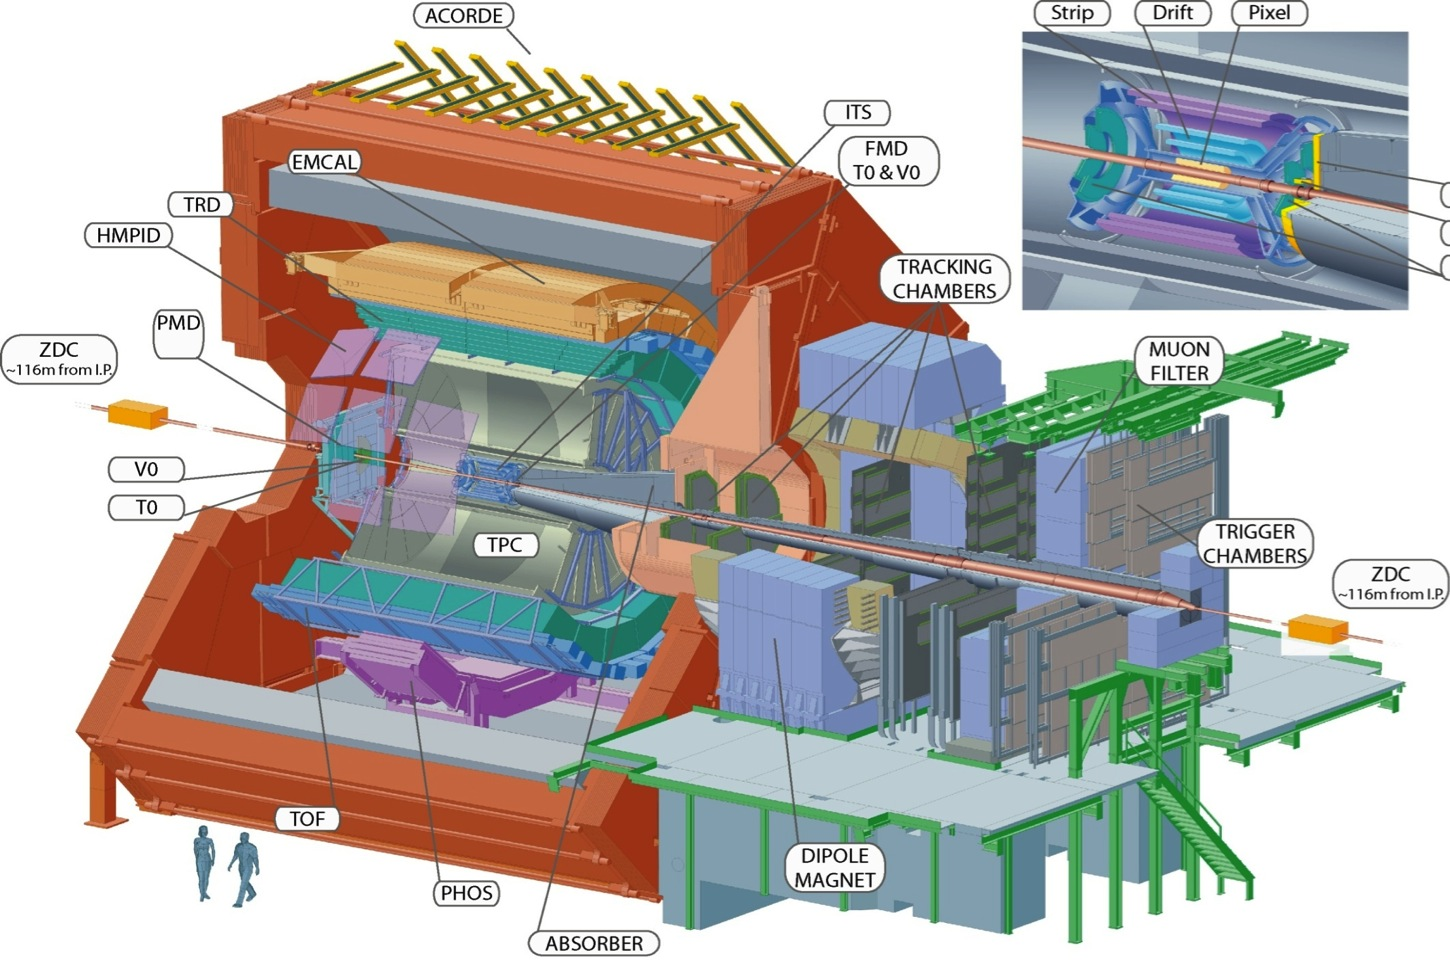 ACORDE
Strip
Drift
Pixel
ITS
FMD
T0 & V0
EMCAL
TRD
HMPID
TRACKING
CHAMBERS
PMD
ZDC
~116m from I.P.
MUON
FILTER
V0
T0
TPC
TRIGGER
CHAMBERS
ZDC
~116m from I.P.
TOF
DIPOLE
MAGNET
PHOS
ABSORBER